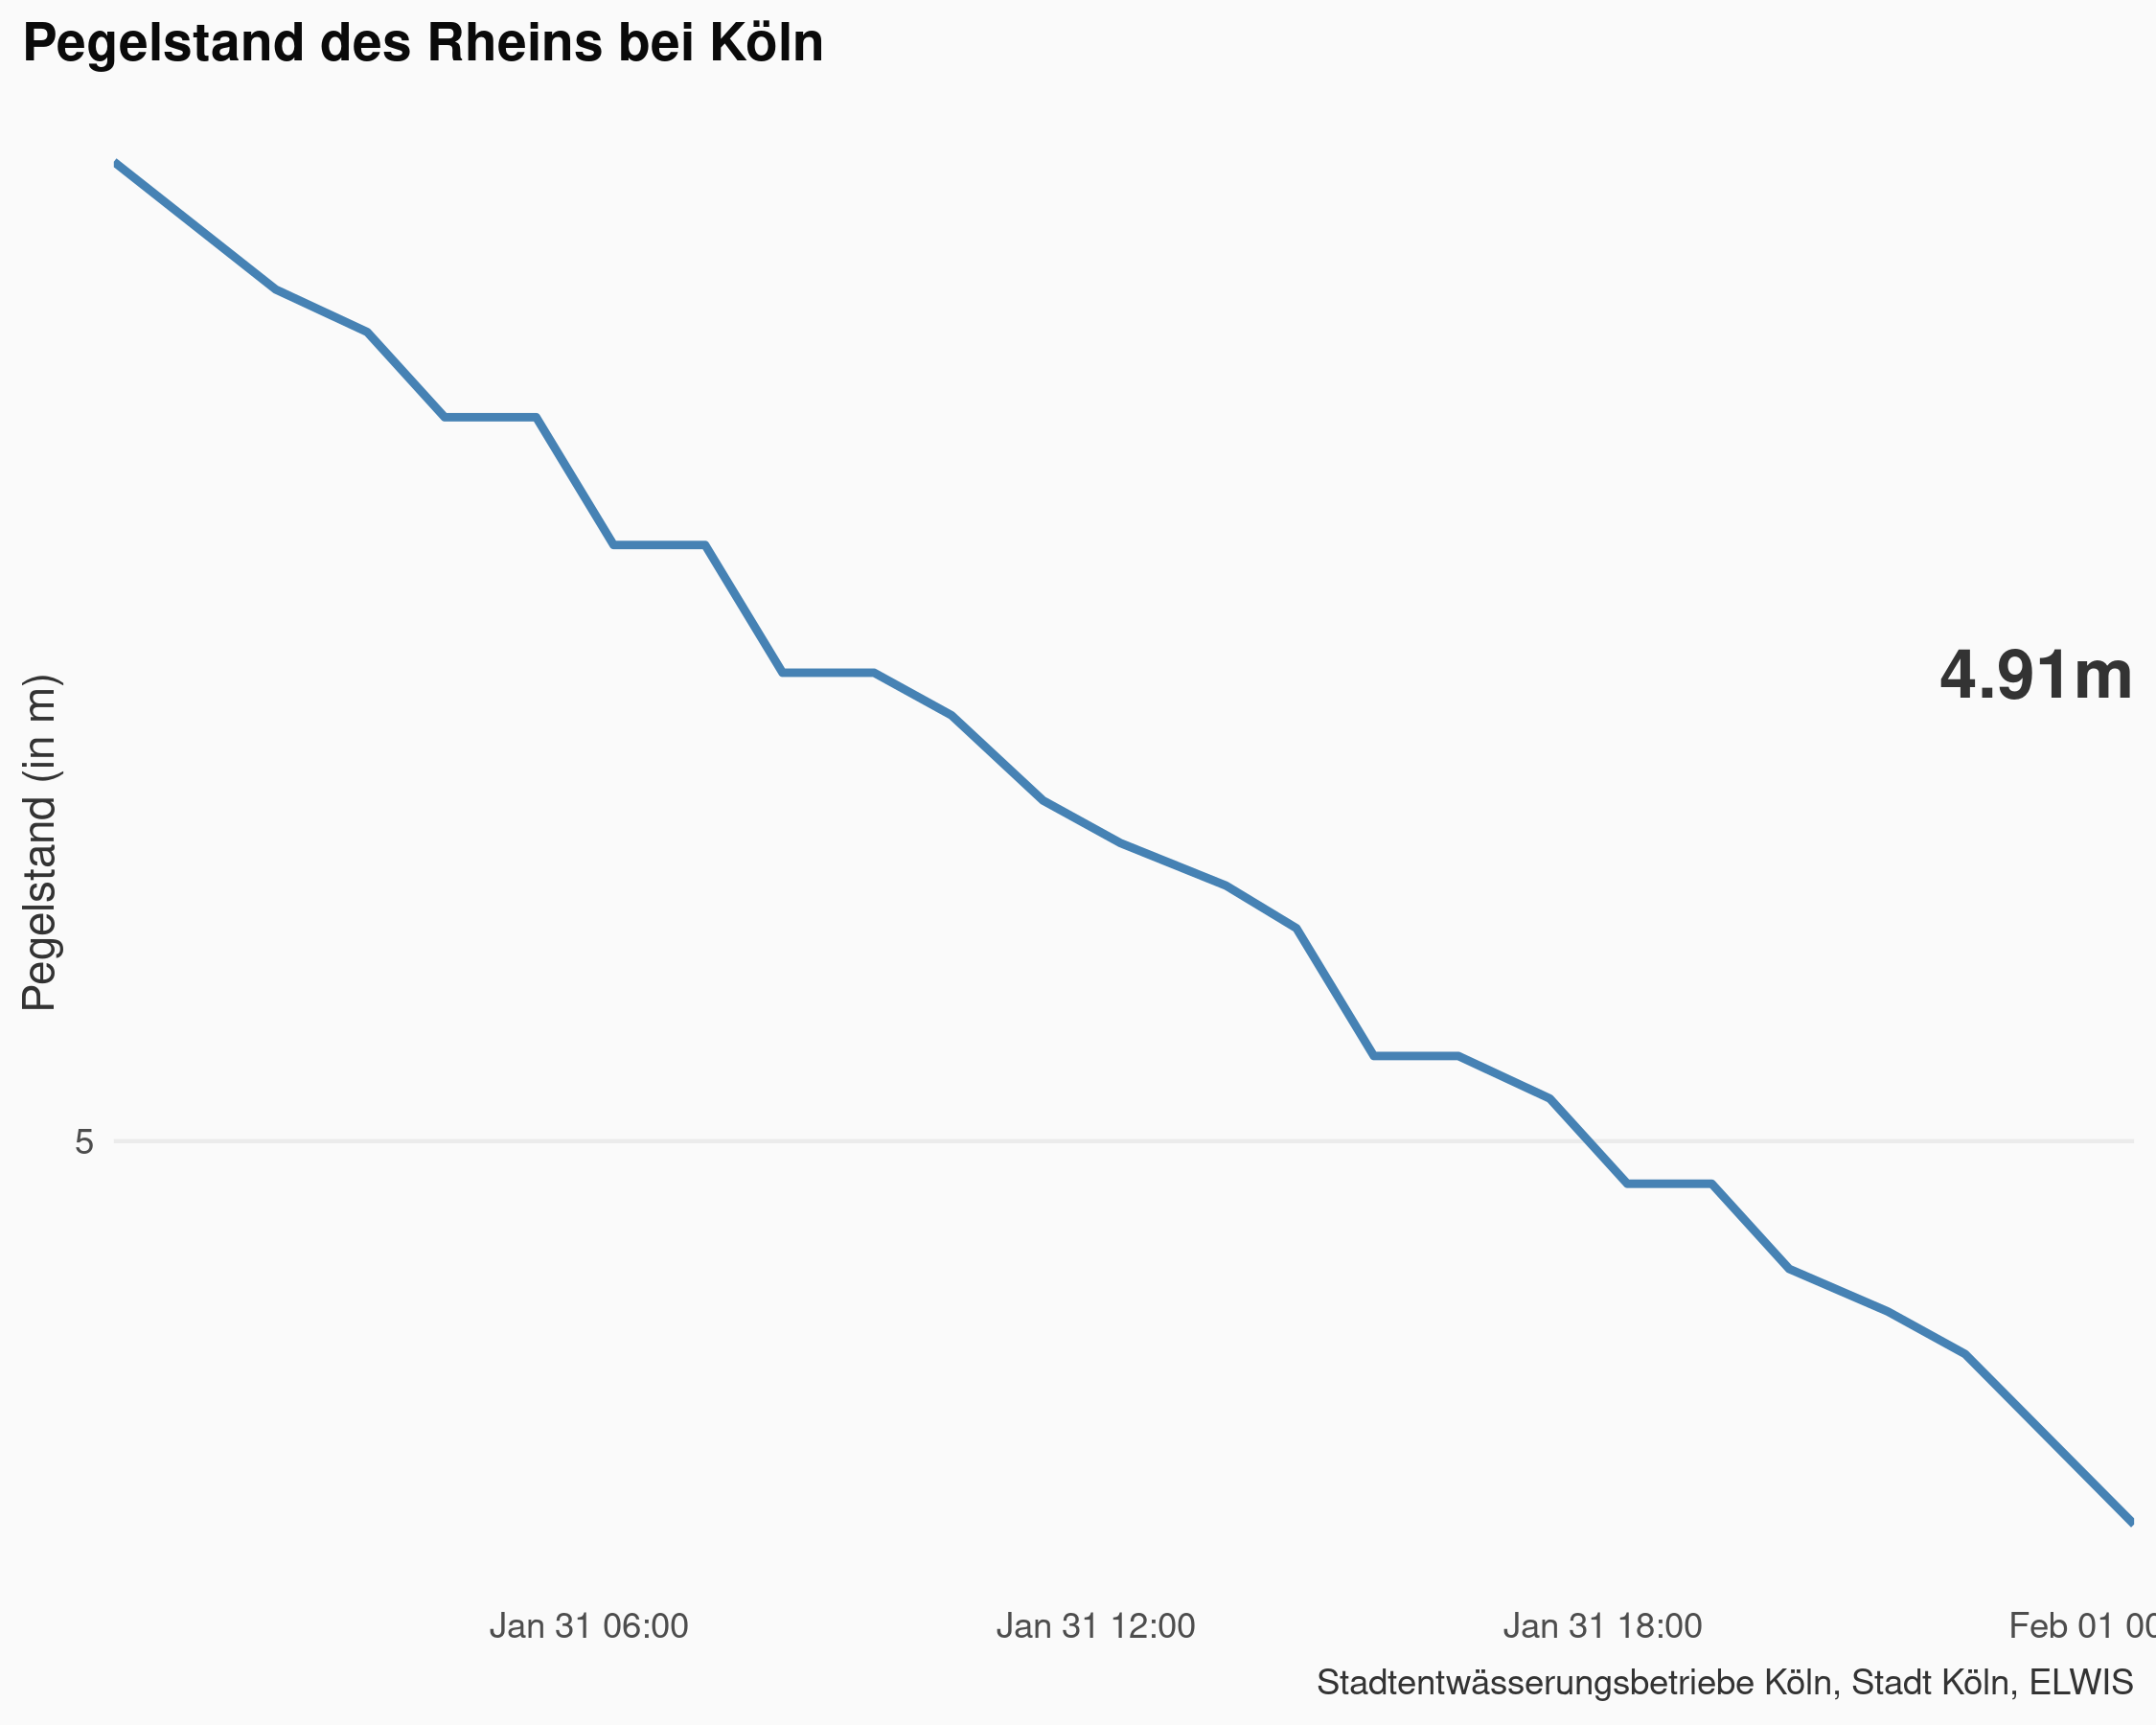 Pegelstand des Rheins bei Köln
Pegelstand (in m)
4.91m
5
Jan 31 06:00
Jan 31 12:00
Jan 31 18:00
Feb 01 00
Stadtentwässerungsbetriebe Köln, Stadt Köln, ELWIS